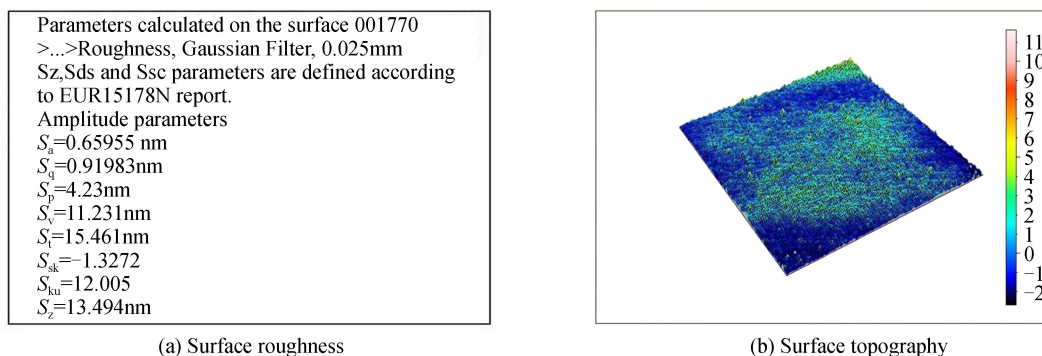 Parameters calculated on the surface 001770
>...>Roughness, Gaussian Filter, 0.025mm
Sz,Sds and Ssc parameters are defined according
to EUR15178N report.
Amplitude parameters
Sa=0.65955 nm
Sq=0.91983nm
Sp=4.23nm
Sv=11.231nm
St=15.461nm
Ssk=−1.3272
Sku=12.005
Sz=13.494nm
(a) Surface roughness
11
10
9
8
7
6
5
4
3
2
1
0
−1
−2
(b) Surface topography